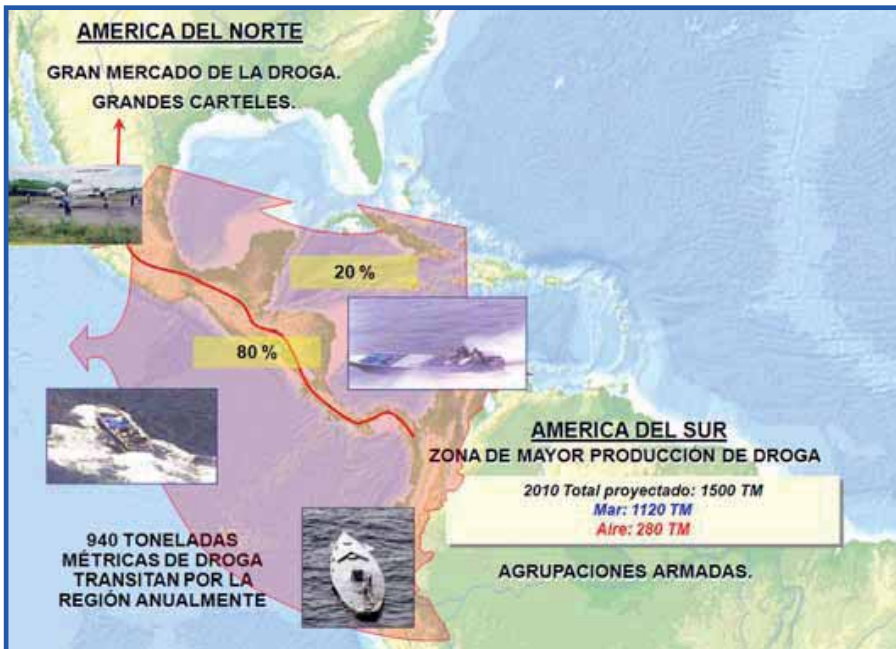 AMERICA DEL NORTE
GRAN MERCADO DE LA DROGA.
GRANDES CARTELES.
20 %
80 %
AMERICA DEL SUR
ZONA DE MAYOR PRODUCCIÓN DE DROGA
2010 Total proyectado: 1500 TM
Mar: 1120 TM
Aire: 280 TM
AGRUPACIONES ARMADAS.
940 TONELADAS
MÉTRICAS DE DROGA
TRANSITAN POR LA
REGIÓN ANUALMENTE